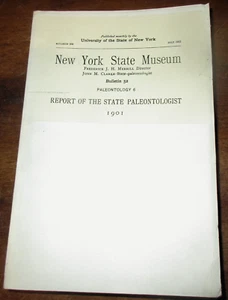 Published monthly by the
University of the State of New York
New York State Museum
Frederick J. H. Merrill Director
John M. Clarke State paleontologist
Bulletin 52
PALEONTOLOGY 6
REPORT OF THE STATE PALEONTOLOGIST
1901